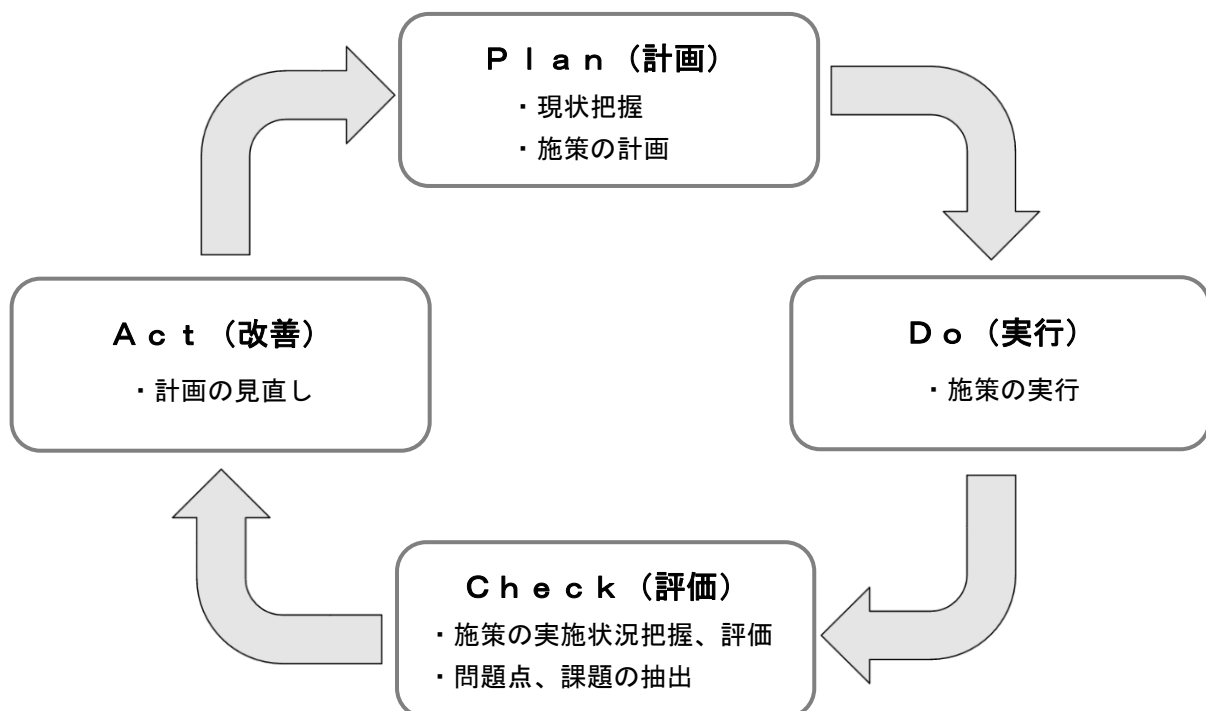 Ｐｌａｎ（計画）
・現状把握
・施策の計画
Ｄｏ（実行）
・施策の実行
Ｃｈｅｃｋ（評価）
・施策の実施状況把握、評価
・問題点、課題の抽出
Ａｃｔ（改善）
・計画の見直し